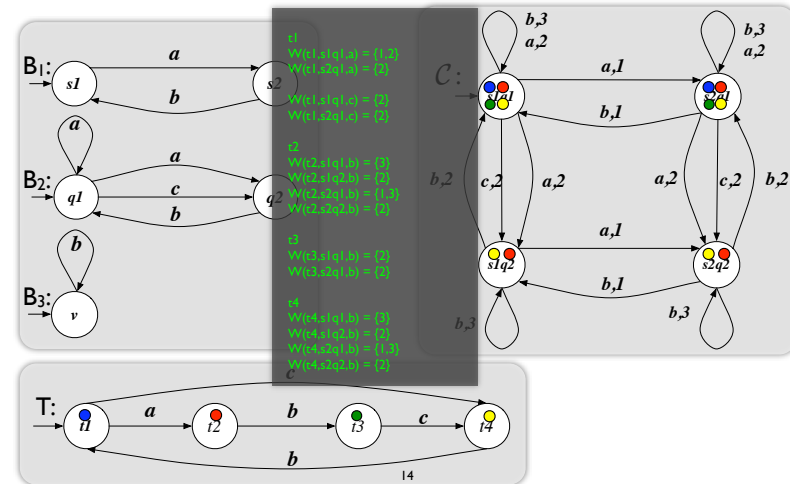 B1:
s1
a
s2
b
B2:
a
q1
a
c
b
q2
B3:
b
v
t1
W(t1,s1q1,a) = {1,2}
W(t1,s2q1,a) = {2}
W(t1,s1q1,c) = {2}
W(t1,s2q1,c) = {2}
t2
W(t2,s1q1,b) = {3}
W(t2,s1q2,b) = {2}
W(t2,s2q1,b) = {1,3}
W(t2,s2q2,b) = {2}
t3
W(t3,s1q1,b) = {2}
W(t3,s2q1,b) = {2}
t4
W(t4,s1q1,b) = {3}
W(t4,s1q2,b) = {2}
W(t4,s2q1,b) = {1,3}
W(t4,s2q2,b) = {2}
C:
b,3
a,2
b,3
a,2
s1q1
a,1
s2q1
b,1
b,2
c,2
a,2
a,2
c,2
b,2
s1q2
a,1
s2q2
b,1
b,3
b,3
T:
c
t1
a
t2
b
t3
c
t4
b
14